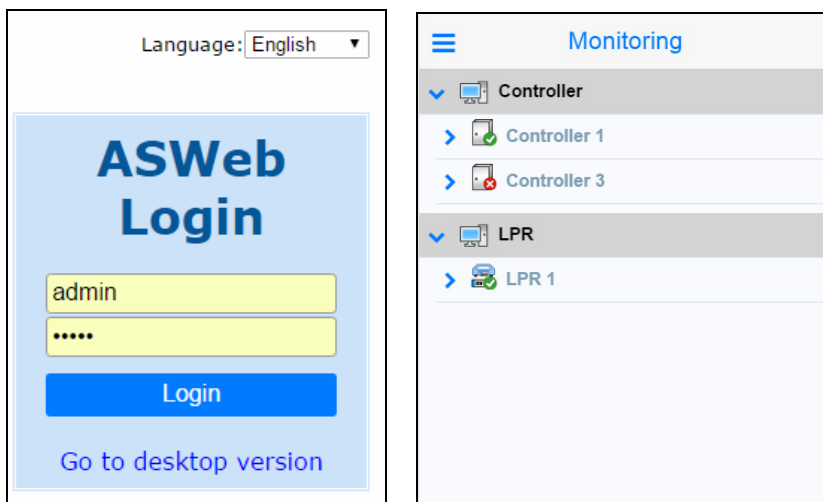 Language: English
ASWeb
Login
admin
•••••
Login
Go to desktop version
Monitoring
Controller
Controller 1
Controller 3
LPR
LPR 1